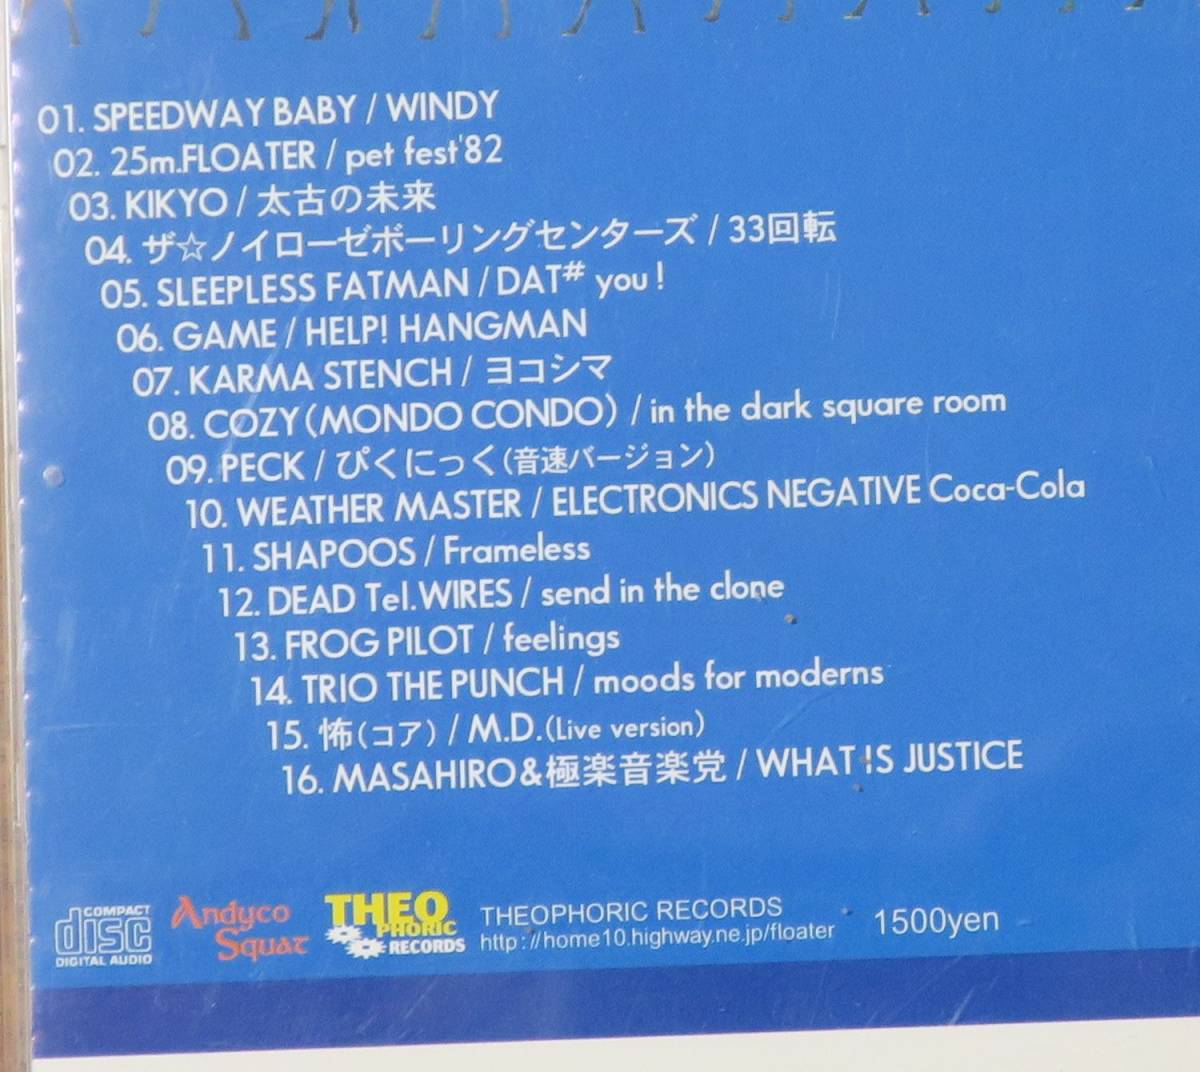 01. SPEEDWAY BABY / WINDY
02. 25m.FLOATER / pet fest'82
03. KIKYO / 太古の未来
04. ザ☆ノイローゼボーリングセンターズ / 33回転
05. SLEEPLESS FATMAN / DAT# you!
06. GAME / HELP! HANGMAN
07. KARMA STENCH / ヨコシマ
08. COZY(MONDO CONDO) / in the dark square room
09. PECK / ぴくにっく(音速バージョン)
10. WEATHER MASTER / ELECTRONICS NEGATIVE Coca-Cola
11. SHAPOOS / Frameless
12. DEAD Tel.WIRES / send in the clone
13. FROG PILOT / feelings
14. TRIO THE PUNCH / moods for moderns
15. 怖(コア) / M.D.(Live version)
16. MASAHIRO&極楽音楽党 / WHAT IS JUSTICE
COMPACT
disc
DIGITAL AUDIO
Andyco
Squat
THEO
PHORIC
RECORDS
THEOPHORIC RECORDS
http://home10.highway.ne.jp/floater
1500yen